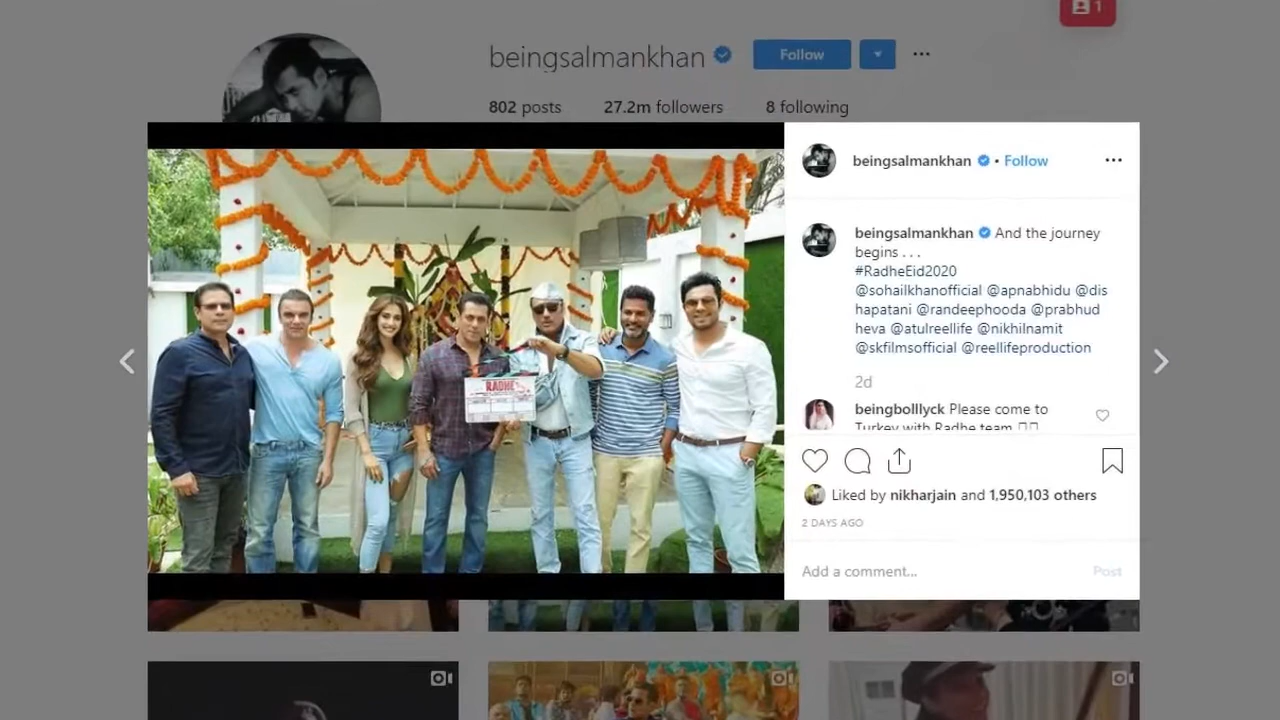 1
beingsalmankhan Follow
802 posts 27.2m followers 8 following
beingsalmankhan • Follow
beingsalmankhan And the journey
begins . . .
#RadheEid2020
@sohailkhanofficial @apnabhidu @dis
hapatani @randeephooda @prabhud
heva @atulreellife @nikhilnamit
@skfilmsofficial @reellifeproduction
2d
beingbolllyck Please come to
Turkey with Radhe team
Liked by nikharjain and 1,950,103 others
2 DAYS AGO
Add a comment... Post
RADHE